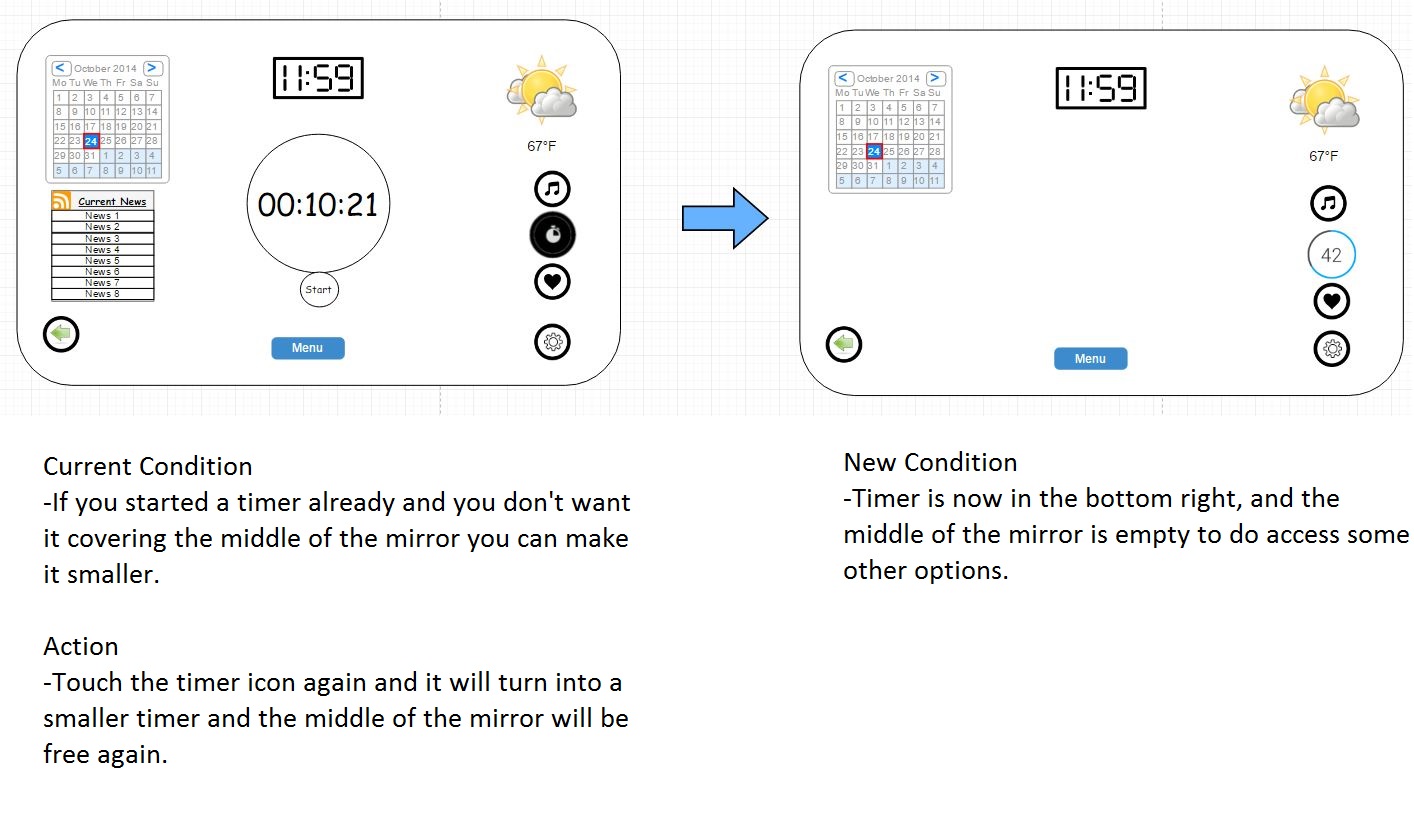 < October 2014 >
Mo Tu We Th Fr Sa Su
1 2 3 4 5 6 7
8 9 10 11 12 13 14
15 16 17 18 19 20 21
22 23 24 25 26 27 28
29 30 31 1 2 3 4
5 6 7 8 9 10 11
Current News
News 1
News 2
News 3
News 4
News 5
News 6
News 7
News 8
11:59
00:10:21
Start
Menu
67°F
< October 2014 >
Mo Tu We Th Fr Sa Su
1 2 3 4 5 6 7
8 9 10 11 12 13 14
15 16 17 18 19 20 21
22 23 24 25 26 27 28
29 30 31 1 2 3 4
5 6 7 8 9 10 11
11:59
Menu
67°F
42
Current Condition
-If you started a timer already and you don't want
it covering the middle of the mirror you can make
it smaller.
Action
-Touch the timer icon again and it will turn into a
smaller timer and the middle of the mirror will be
free again.
New Condition
-Timer is now in the bottom right, and the
middle of the mirror is empty to do access some
other options.